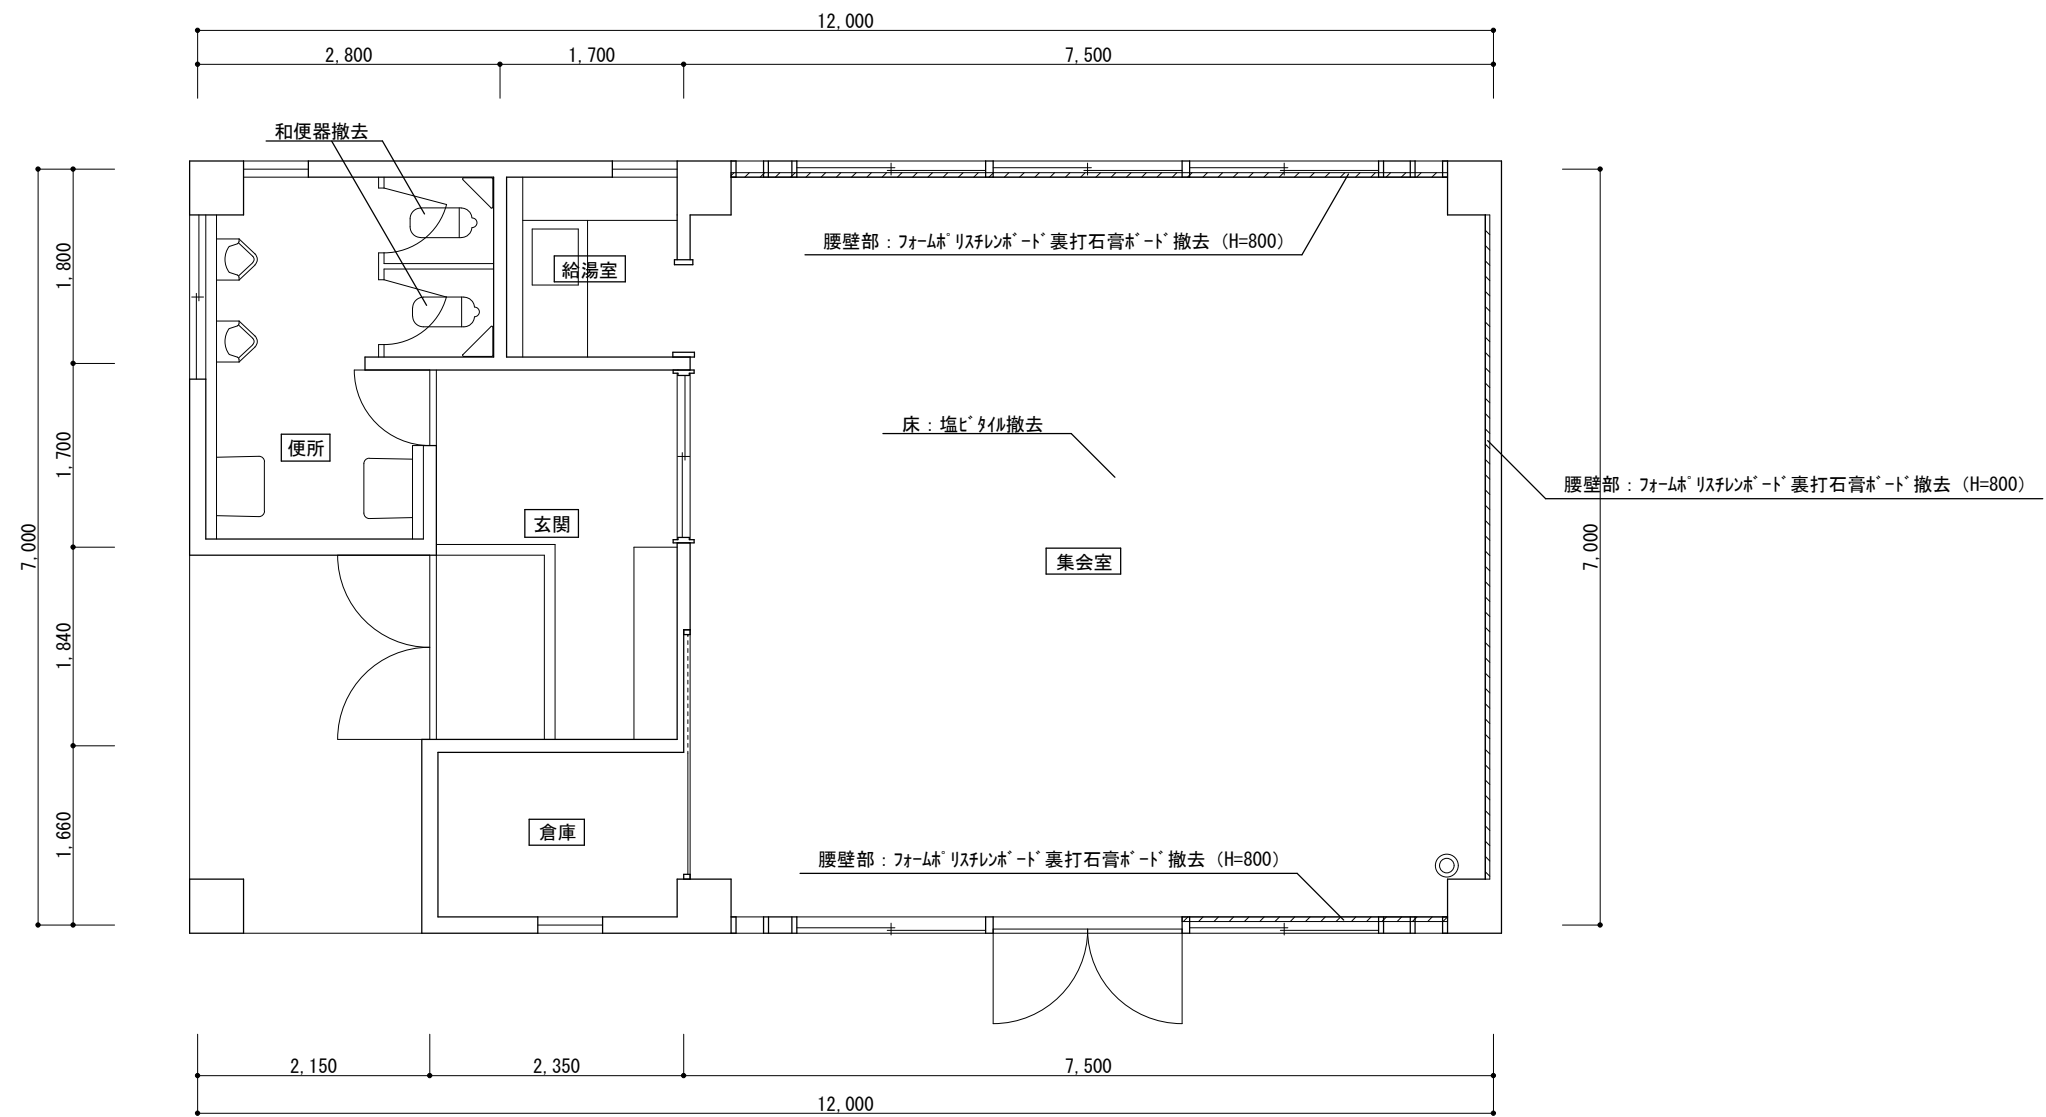 12,000
2,800
1,700
7,500
和便器撤去
腰壁部：ﾌｫｰﾑﾎﾟﾘｽﾁﾚﾝﾎﾞｰﾄﾞ裏打石膏ﾎﾞｰﾄﾞ撤去（H=800）
1,800
給湯室
床：塩ﾋﾞﾀｲﾙ撤去
便所
1,700
腰壁部：ﾌｫｰﾑﾎﾟﾘｽﾁﾚﾝﾎﾞｰﾄﾞ裏打石膏ﾎﾞｰﾄﾞ撤去（H=800）
玄関
7,000
7,000
集会室
1,840
倉庫
1,660
腰壁部：ﾌｫｰﾑﾎﾟﾘｽﾁﾚﾝﾎﾞｰﾄﾞ裏打石膏ﾎﾞｰﾄﾞ撤去（H=800）
2,150
2,350
7,500
12,000